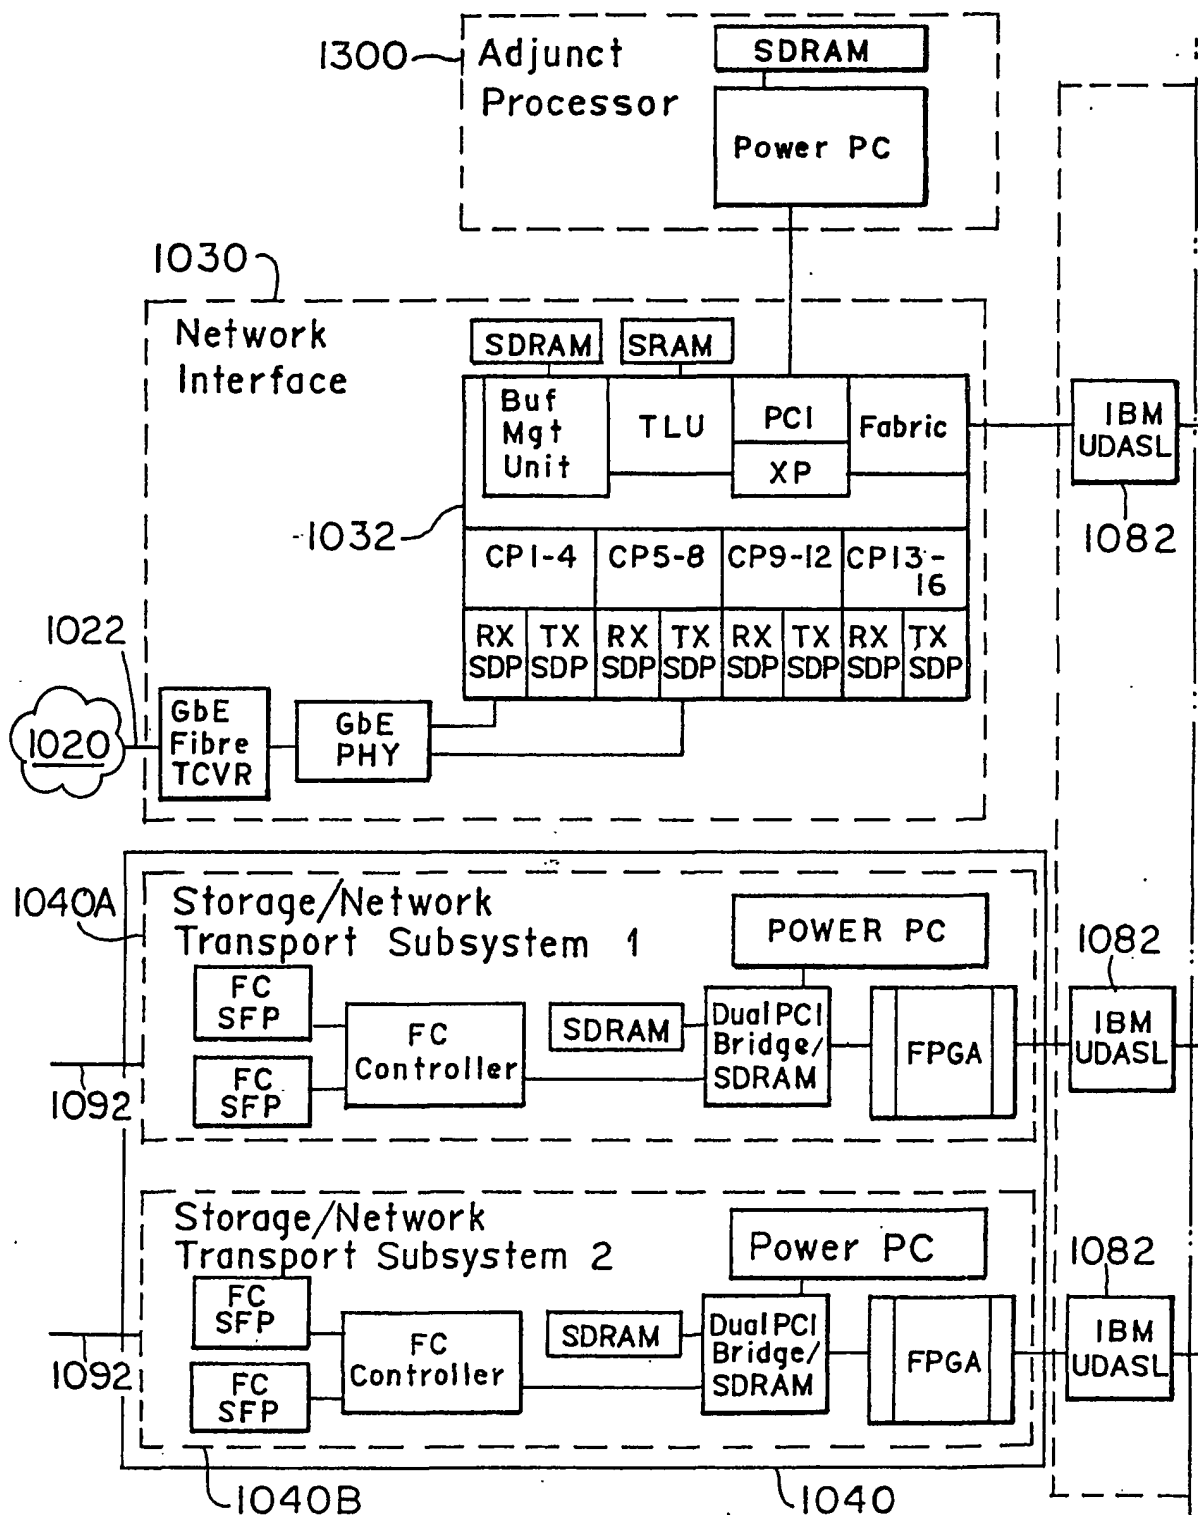 1300
Adjunct
Processor
SDRAM
Power PC
1030
Network
Interface
SDRAM
SRAM
Buf
Mgt
Unit
TLU
PCI
XP
Fabric
IBM
UDASL
1082
1032
CP1-4
CP5-8
CP9-12
CP13-
16
RX
SDP
TX
SDP
RX
SDP
TX
SDP
RX
SDP
TX
SDP
RX
SDP
TX
SDP
1022
1020
GbE
Fibre
TCVR
GbE
PHY
1040A
Storage/Network
Transport Subsystem 1
POWER PC
1082
FC
SFP
FC
SFP
FC
Controller
SDRAM
Dual PCI
Bridge/
SDRAM
FPGA
IBM
UDASL
1092
Storage/Network
Transport Subsystem 2
Power PC
1082
FC
SFP
FC
SFP
FC
Controller
SDRAM
Dual PCI
Bridge/
SDRAM
FPGA
IBM
UDASL
1092
1040B
1040